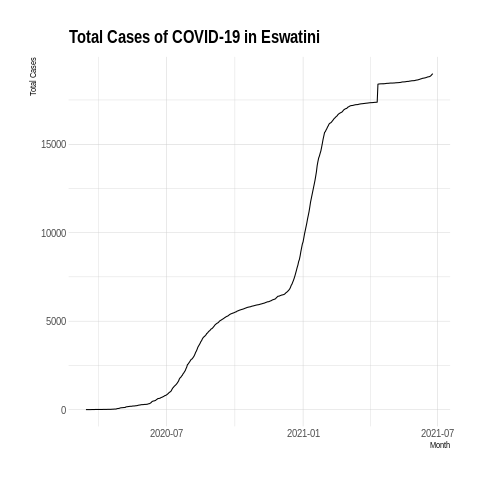 Total Cases of COVID-19 in Eswatini
Total Cases
15000
10000
5000
0
2020-07
2021-01
2021-07
Month